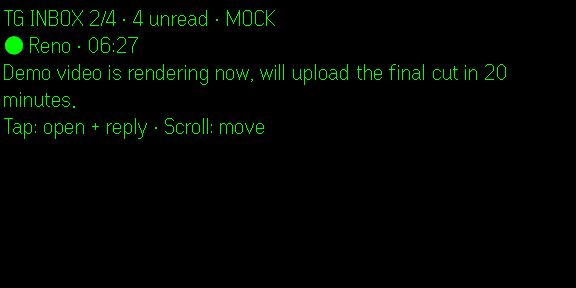 TG INBOX 2/4 · 4 unread · MOCK
● Reno · 06:27
Demo video is rendering now, will upload the final cut in 20
minutes.
Tap: open + reply · Scroll: move